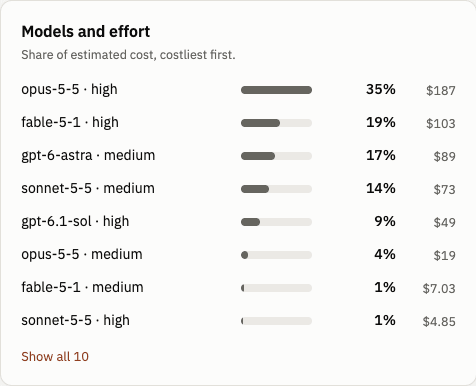 Models and effort
Share of estimated cost, costliest first.
opus-5-5 · high 35% $187
fable-5-1 · high 19% $103
gpt-6-astra · medium 17% $89
sonnet-5-5 · medium 14% $73
gpt-6.1-sol · high 9% $49
opus-5-5 · medium 4% $19
fable-5-1 · medium 1% $7.03
sonnet-5-5 · high 1% $4.85
Show all 10